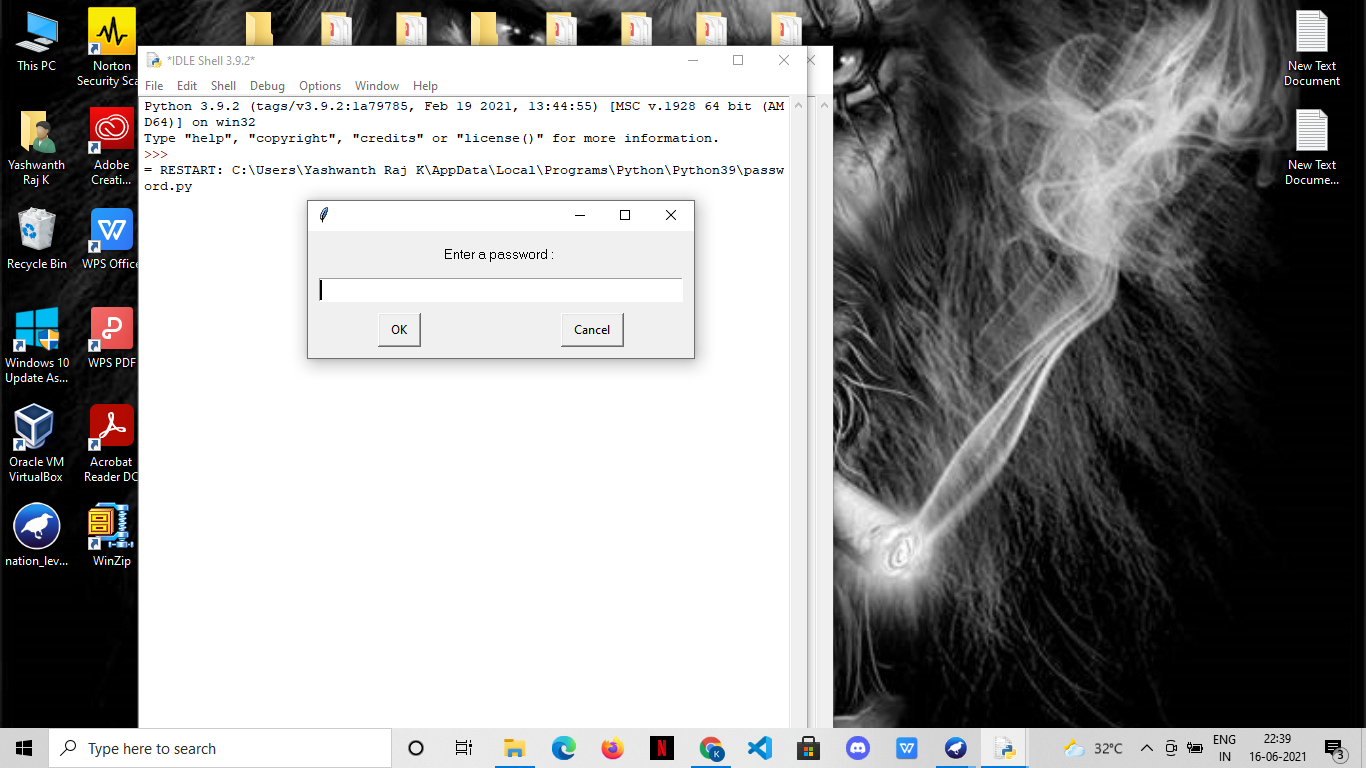 This PC
Norton
Security Sca
Yashwanth
Raj K
Adobe
Creati...
Recycle Bin
WPS Office
Windows 10
Update As...
WPS PDF
Oracle VM
VirtualBox
Acrobat
Reader DC
nation_lev...
WinZip
*IDLE Shell 3.9.2*
File Edit Shell Debug Options Window Help
Python 3.9.2 (tags/v3.9.2:1a79785, Feb 19 2021, 13:44:55) [MSC v.1928 64 bit (AM
D64)] on win32
Type "help", "copyright", "credits" or "license()" for more information.
>>>
= RESTART: C:\Users\Yashwanth Raj K\AppData\Local\Programs\Python\Python39\passw
ord.py
Enter a password :
OK Cancel
New Text
Document
New Text
Docume...
Type here to search
N
K
W
32°C
ENG
IN
22:39
16-06-2021
3